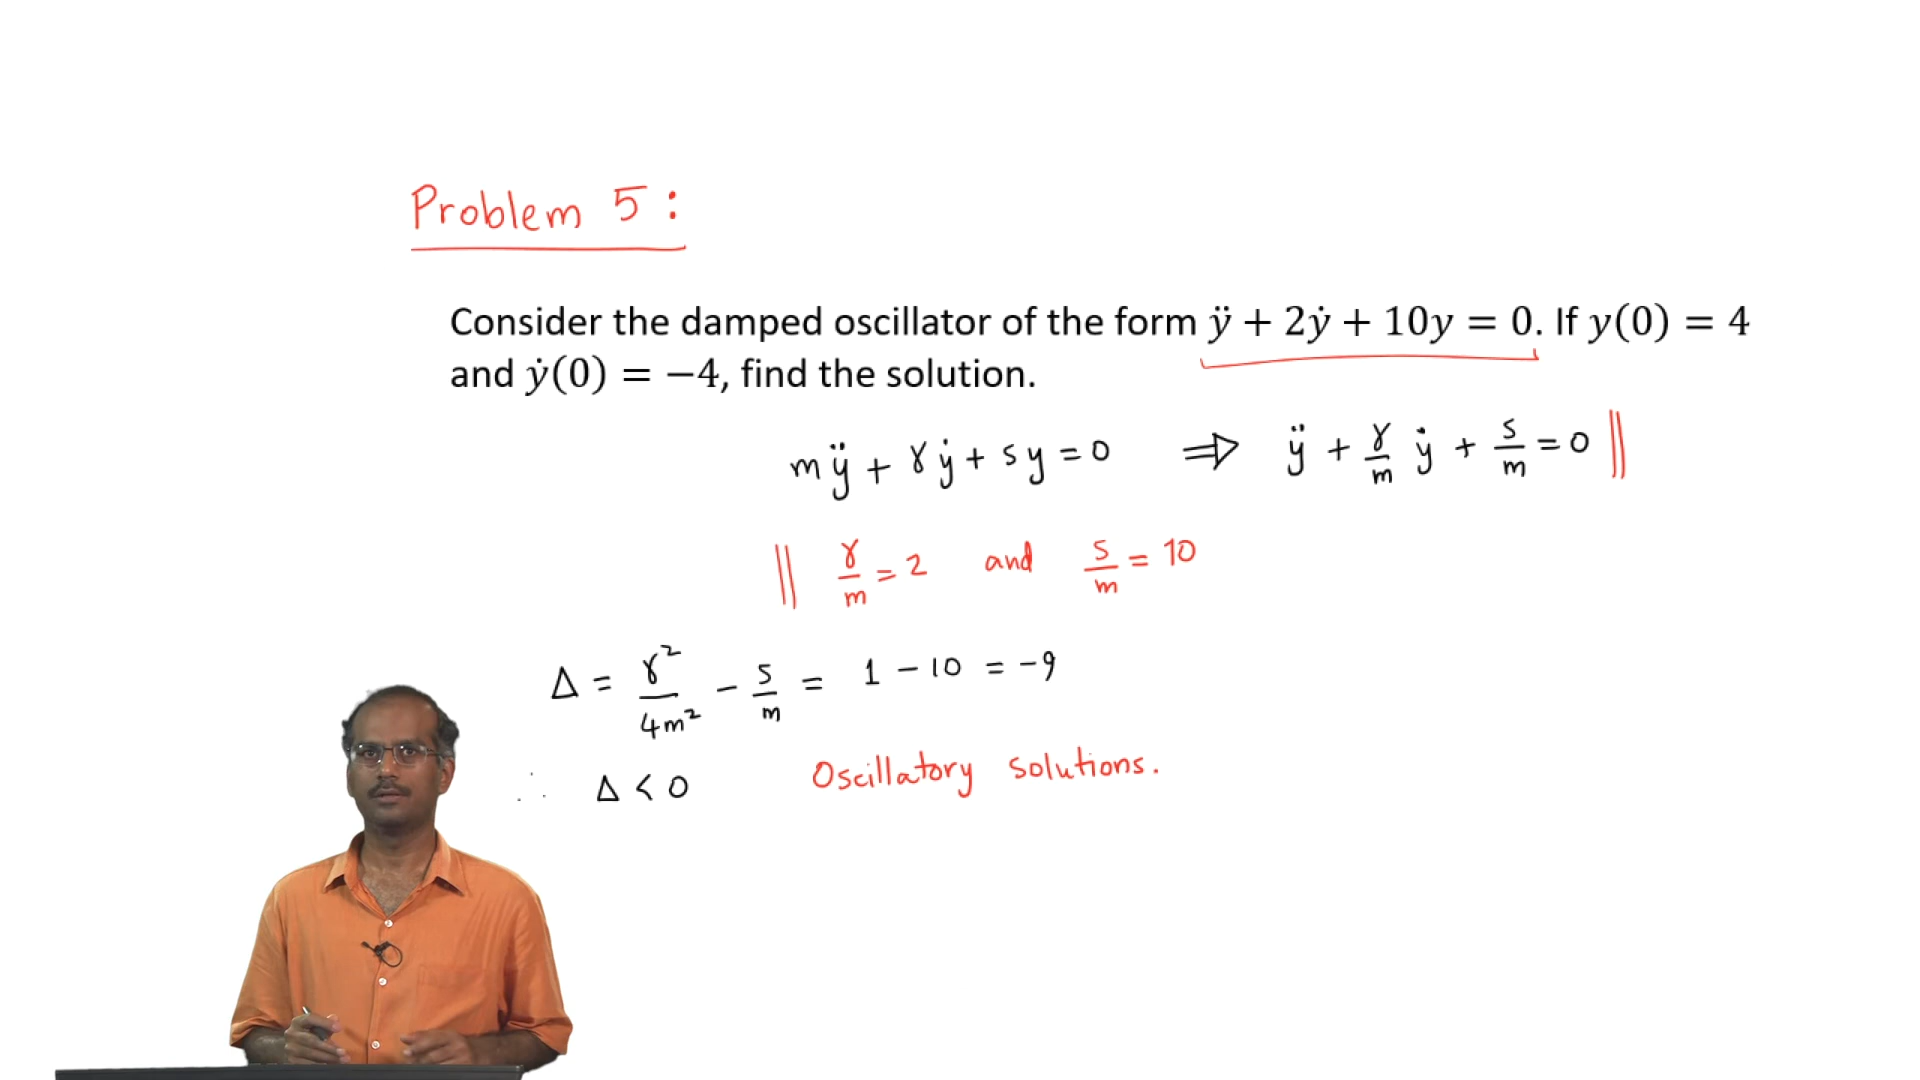 Problem 5:
Consider the damped oscillator of the form ÿ + 2ẏ + 10y = 0. If y(0) = 4
and ẏ(0) = −4, find the solution.
mÿ + γẏ + sy = 0 ⇒ ÿ + γ/m ẏ + s/m = 0 ||
|| γ/m = 2 and s/m = 10
Δ = γ²/4m² − s/m = 1 − 10 = −9
∴ Δ < 0 Oscillatory solutions.